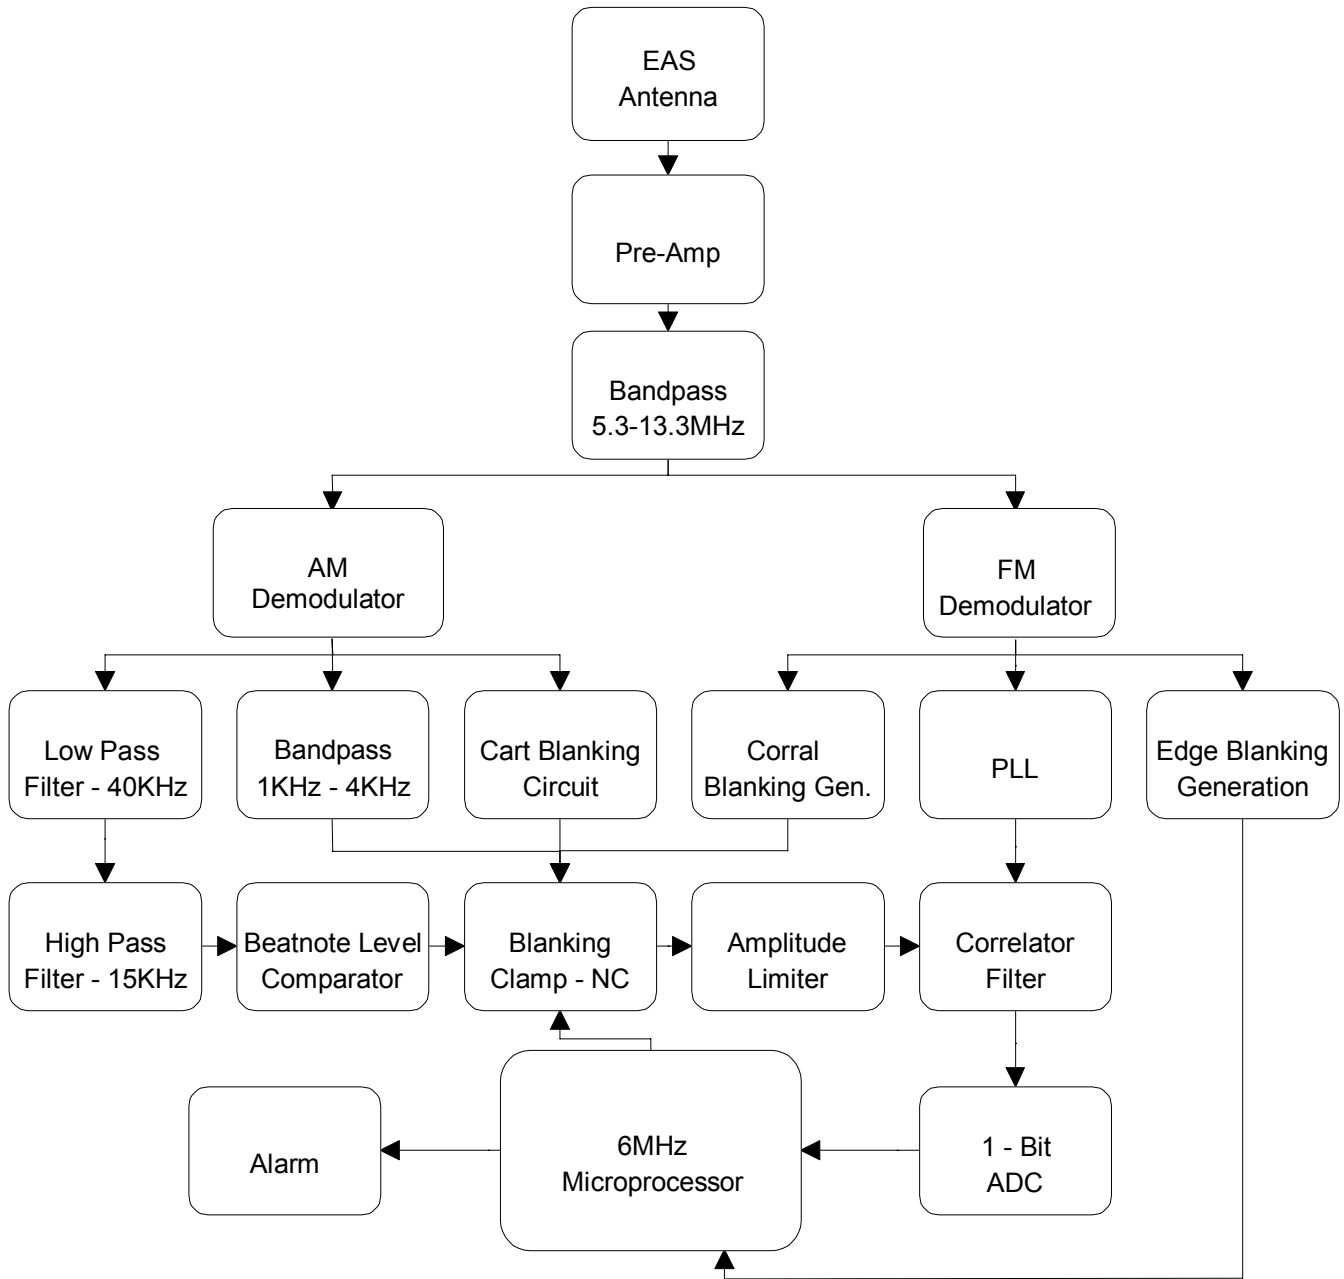 EAS
Antenna
Pre-Amp
Bandpass
5.3-13.3MHz
AM
Demodulator
FM
Demodulator
Low Pass
Filter - 40KHz
Bandpass
1KHz - 4KHz
Cart Blanking
Circuit
Corral
Blanking Gen.
PLL
Edge Blanking
Generation
High Pass
Filter - 15KHz
Beatnote Level
Comparator
Blanking
Clamp - NC
Amplitude
Limiter
Correlator
Filter
Alarm
6MHz
Microprocessor
1 - Bit
ADC